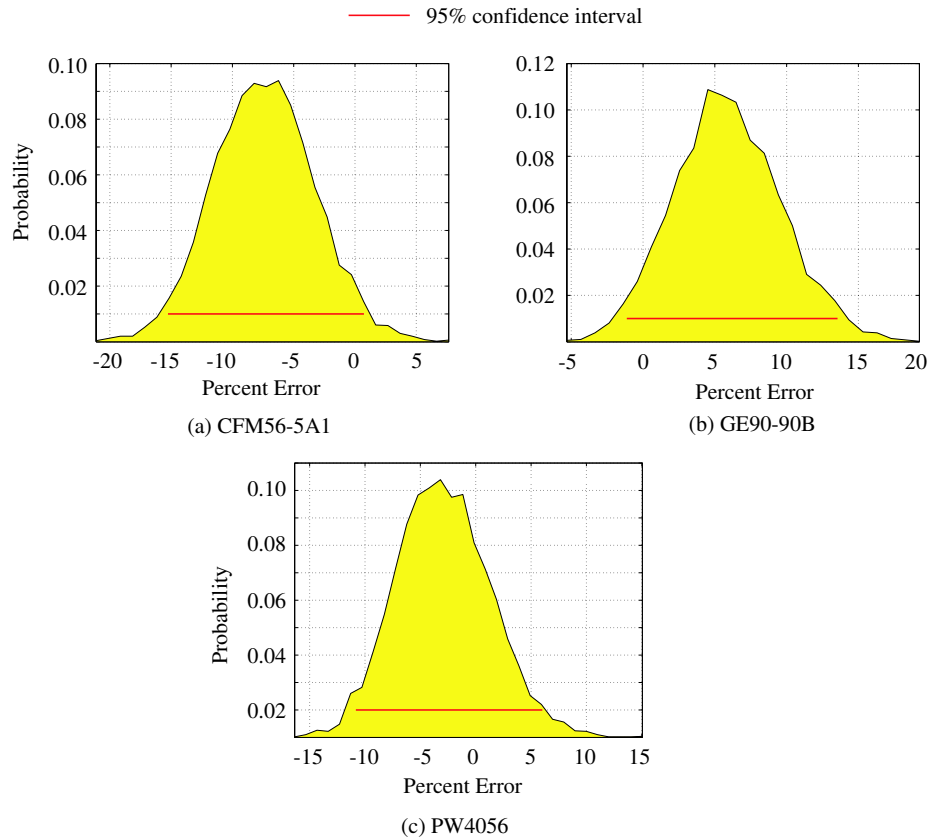 95% confidence interval
0.10
0.08
0.06
0.04
0.02
Probability
-20 -15 -10 -5 0 5
Percent Error
(a) CFM56-5A1
0.12
0.10
0.08
0.06
0.04
0.02
-5 0 5 10 15 20
Percent Error
(b) GE90-90B
0.10
0.08
0.06
0.04
0.02
Probability
-15 -10 -5 0 5 10 15
Percent Error
(c) PW4056